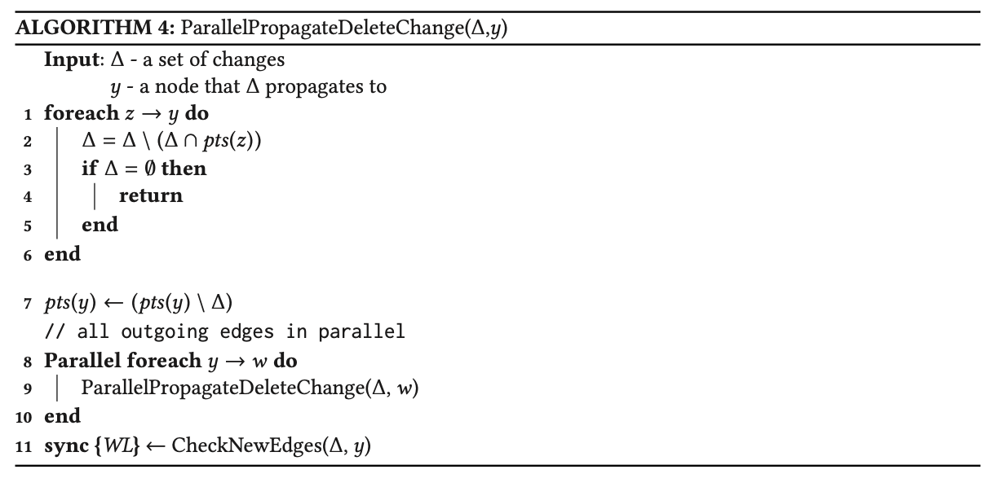 ALGORITHM 4: ParallelPropagateDeleteChange(Δ,y)
Input: Δ - a set of changes
y - a node that Δ propagates to
1 foreach z → y do
2 Δ = Δ \ (Δ ∩ pts(z))
3 if Δ = ∅ then
4 return
5 end
6 end
7 pts(y) ← (pts(y) \ Δ)
// all outgoing edges in parallel
8 Parallel foreach y → w do
9 ParallelPropagateDeleteChange(Δ, w)
10 end
11 sync {WL} ← CheckNewEdges(Δ, y)